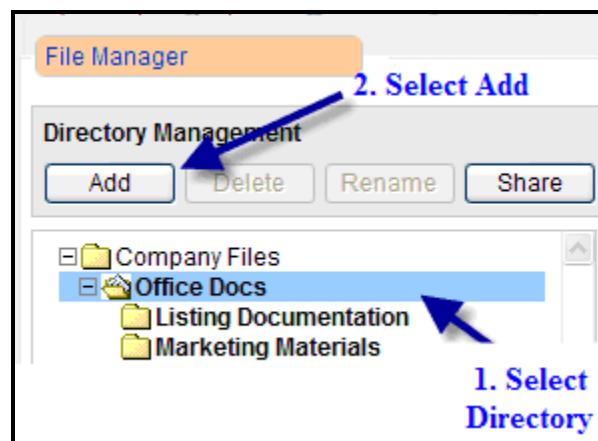 File Manager
2. Select Add
Directory Management
Add Delete Rename Share
Company Files
Office Docs
Listing Documentation
Marketing Materials
1. Select
Directory